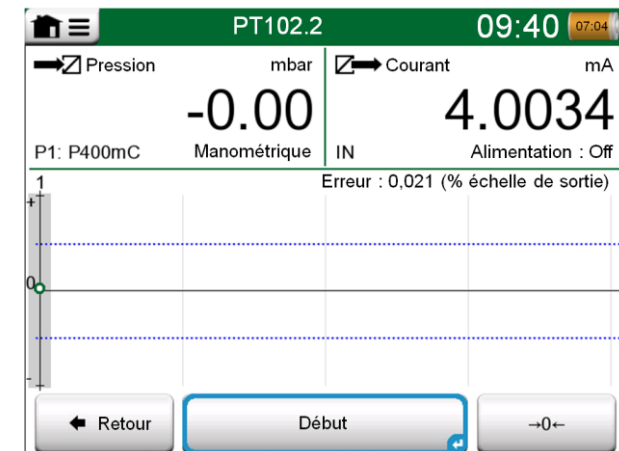 PT102.2 09:40 07:04
Pression mbar
-0.00
P1: P400mC Manométrique
Courant mA
4.0034
IN Alimentation : Off
1 Erreur : 0,021 (% échelle de sortie)
+
0
-
Retour Début →0←